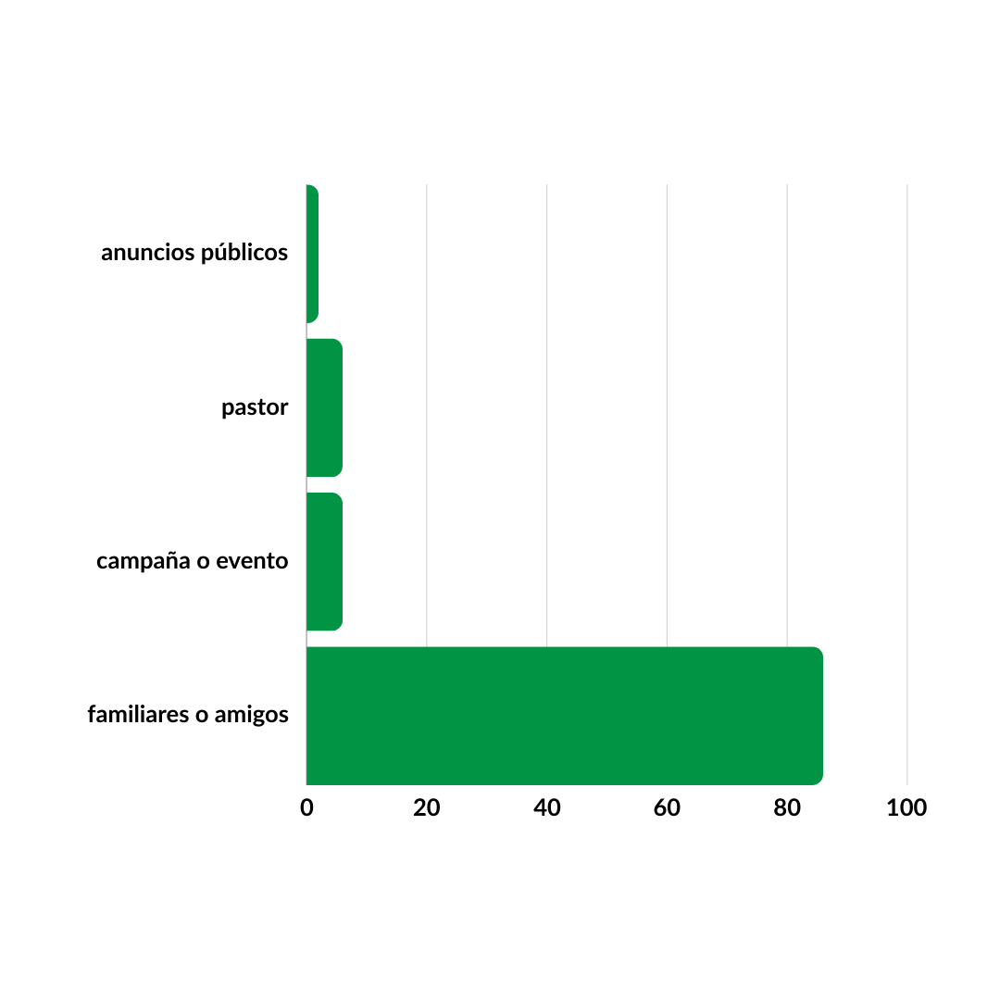 anuncios públicos
pastor
campaña o evento
familiares o amigos
0 20 40 60 80 100